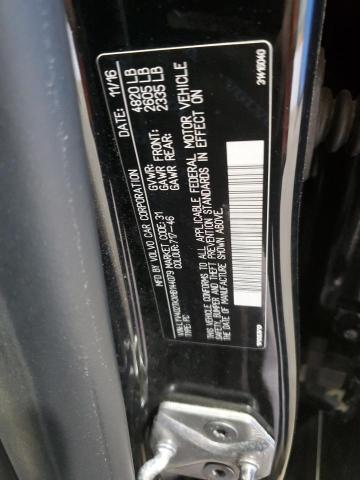 MFD BY VOLVO CAR CORPORATION
DATE: 11/16
GVWR: 4820 LB
GAWR FRONT: 2605 LB
GAWR REAR: 2335 LB
MARKET CODE: 31
COLOUR: 717-46
TYPE: PC
THIS VEHICLE CONFORMS TO ALL APPLICABLE FEDERAL MOTOR VEHICLE
SAFETY, BUMPER AND THEFT PREVENTION STANDARDS IN EFFECT ON THE DATE
OF MANUFACTURE SHOWN ABOVE.
VOLVO